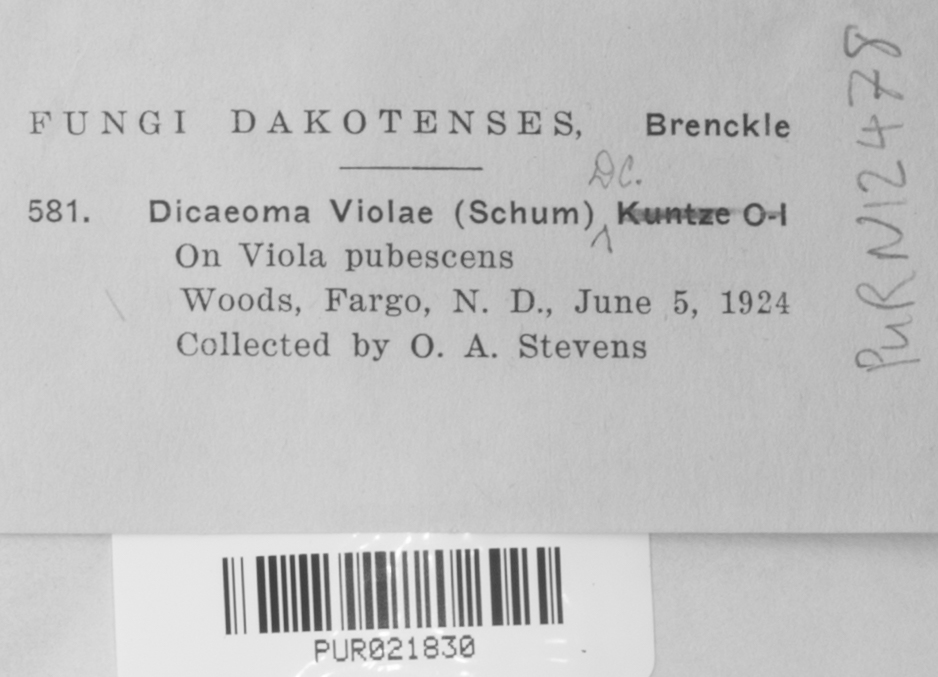 FUNGI DAKOTENSES, Brenckle
DC.
581. Dicaeoma Violae (Schum) Kuntze O-I
On Viola pubescens
Woods, Fargo, N. D., June 5, 1924
Collected by O. A. Stevens
PUR N12478
PUR021830